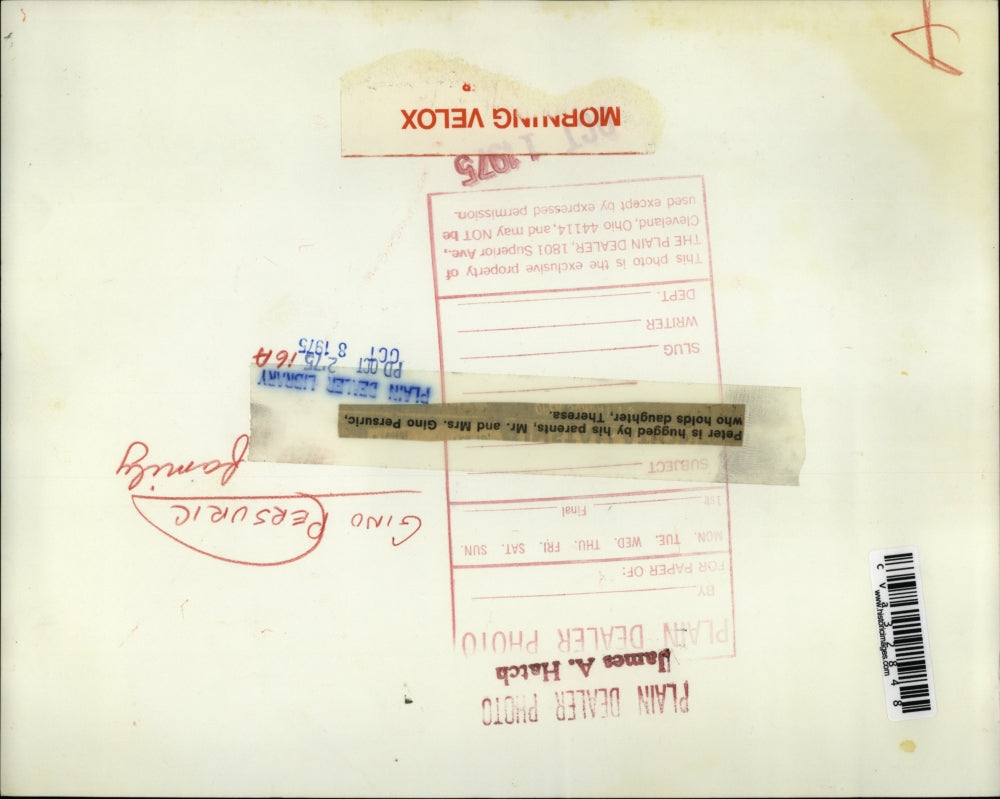 PLAIN DEALER PHOTO
James A. Hatch
PLAIN DEALER PHOTO
BY
FOR PAPER OF:
MON. TUE. WED. THU. FRI. SAT. SUN.
1st Final
SUBJECT
GINO PERSURIC
family
Peter is hugged by his parents, Mr. and Mrs. Gino Persuric,
who holds daughter, Theresa.
PLAIN DEALER LIBRARY
PD OCT 2 '75 16A
OCT 8 1975
SLUG
WRITER
DEPT.
This photo is the exclusive property of
THE PLAIN DEALER, 1801 Superior Ave.,
Cleveland, Ohio 44114, and may NOT be
used except by expressed permission.
OCT 1 1975
MORNING VELOX
cva32848
www.historicimages.com